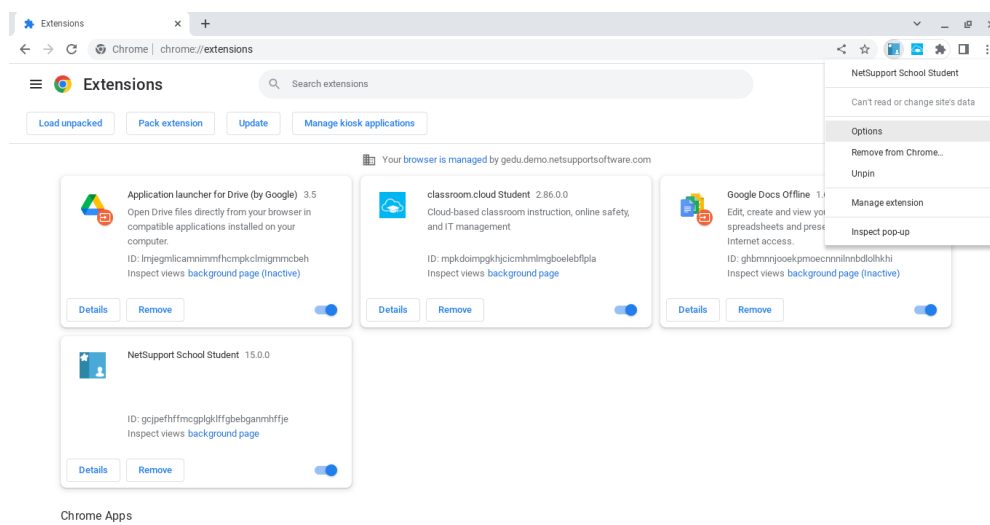 Extensions
Chrome | chrome://extensions
Extensions
Search extensions
NetSupport School Student
Can't read or change site's data
Options
Remove from Chrome...
Unpin
Manage extension
Inspect pop-up
Load unpacked
Pack extension
Update
Manage kiosk applications
Your browser is managed by gedu.demo.netsupportsoftware.com
Application launcher for Drive (by Google) 3.5
Open Drive files directly from your browser in
compatible applications installed on your
computer.
ID: lmjegmlicamnimmfhcmpkclmigmmcbeh
Inspect views background page (Inactive)
Details
Remove
classroom.cloud Student 2.86.0.0
Cloud-based classroom instruction, online safety,
and IT management
ID: mpkdoimpgkhjcicmhmlmgboelebflpla
Inspect views background page
Details
Remove
Google Docs Offline
Edit, create and view
spreadsheets and
Internet access.
ID: ghbmnnjooekpmoecnnnilnnbdlolhkhi
Inspect views background page (Inactive)
Details
Remove
NetSupport School Student 15.0.0
ID: gcjpefhffmcgplgklffgbebganmhffje
Inspect views background page
Details
Remove
Chrome Apps